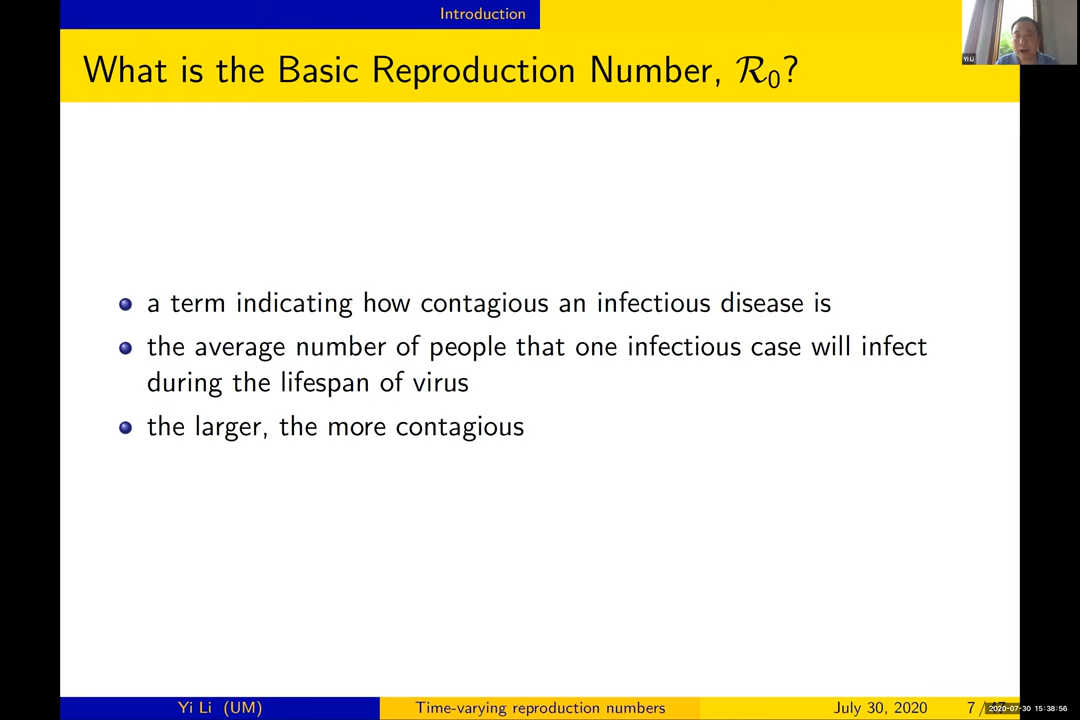 Introduction
What is the Basic Reproduction Number, ℛ₀?
Yi Li
a term indicating how contagious an infectious disease is
the average number of people that one infectious case will infect
during the lifespan of virus
the larger, the more contagious
Yi Li (UM)
Time-varying reproduction numbers
July 30, 2020
7 /
2020-07-30 15:38:56